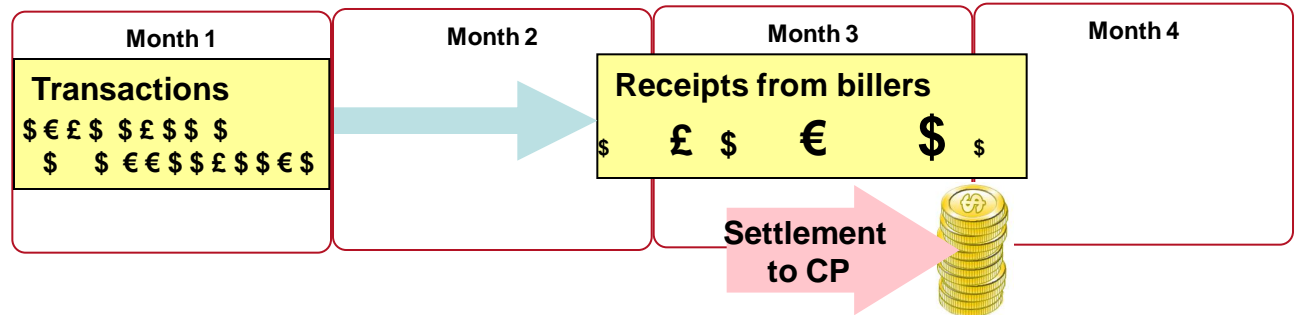 Month 1
Month 2
Month 3
Month 4
Transactions
$ € £ $ $ £ $ $ $
$ $ € € $ $ £ $ $ € $
Receipts from billers
$ £ $ € $ $
Settlement
to CP